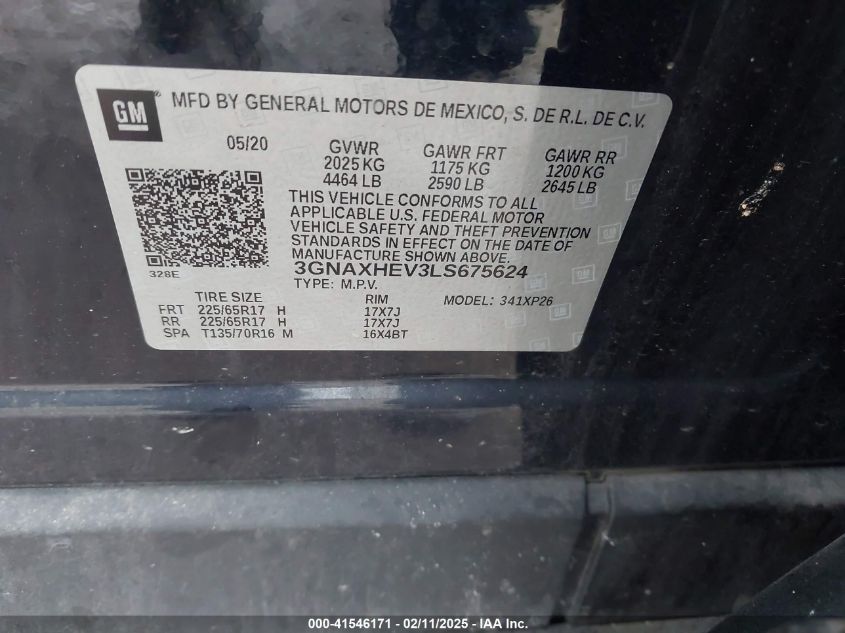 GM
MFD BY GENERAL MOTORS DE MEXICO, S. DE R.L. DE C.V.
05/20 GVWR GAWR FRT GAWR RR
2025 KG 1175 KG 1200 KG
4464 LB 2590 LB 2645 LB
THIS VEHICLE CONFORMS TO ALL
APPLICABLE U.S. FEDERAL MOTOR
VEHICLE SAFETY AND THEFT PREVENTION
STANDARDS IN EFFECT ON THE DATE OF
MANUFACTURE SHOWN ABOVE.
328E
3GNAXHEV3LS675624
TYPE: M.P.V.
TIRE SIZE RIM MODEL: 341XP26
FRT 225/65R17 H 17X7J
RR 225/65R17 H 17X7J
SPA T135/70R16 M 16X4BT
000-41546171 - 02/11/2025 - IAA Inc.